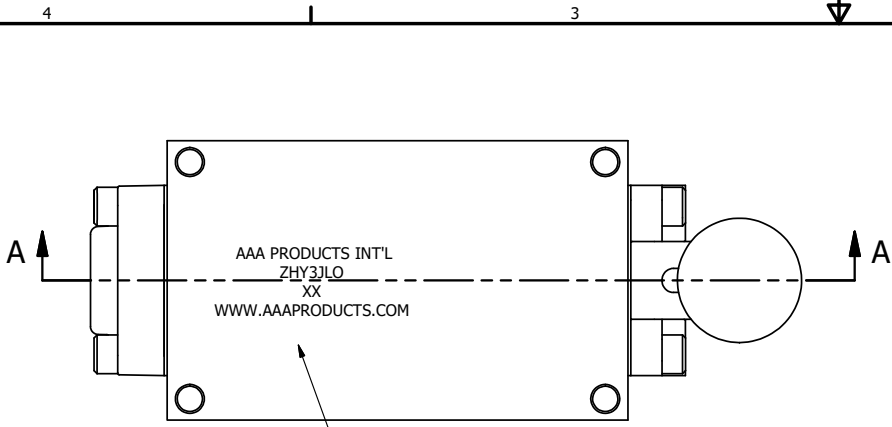 4 3
A A
AAA PRODUCTS INT'L
ZHY3JLO
XX
WWW.AAAPRODUCTS.COM